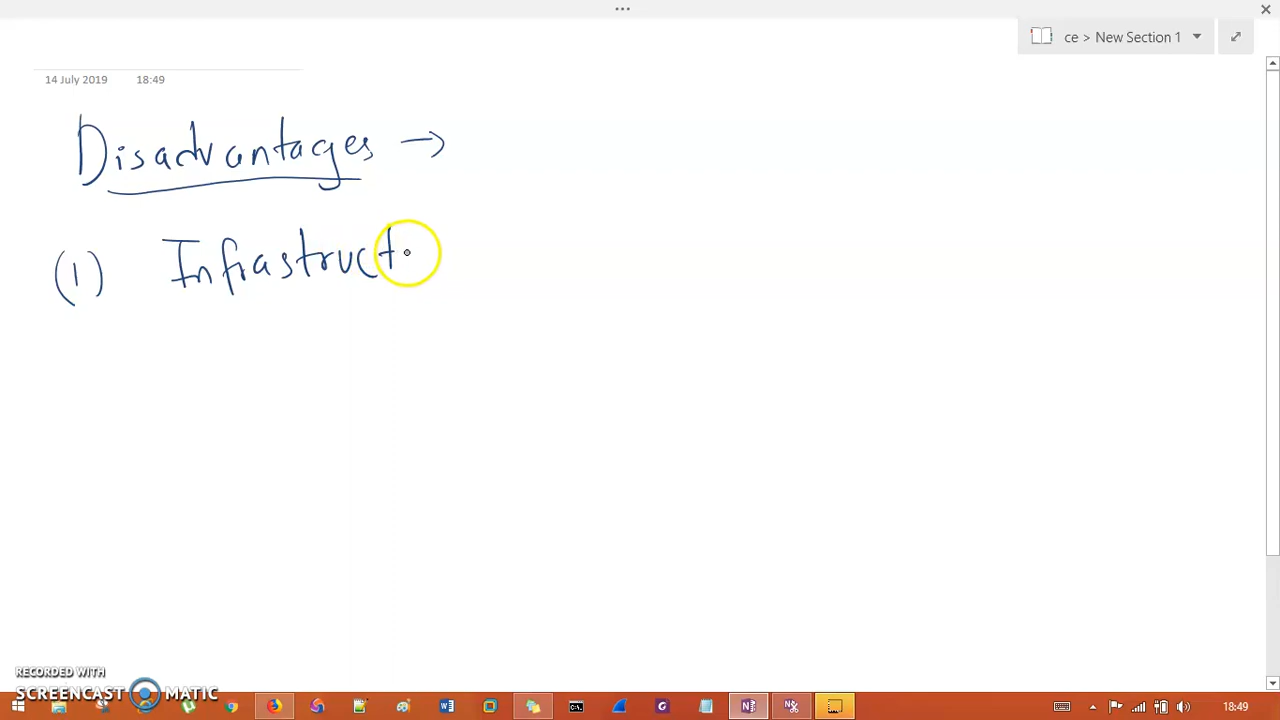 ...
ce > New Section 1
14 July 2019 18:49
Disadvantages →
(1) Infrastruct
RECORDED WITH
SCREENCAST MATIC
18:49